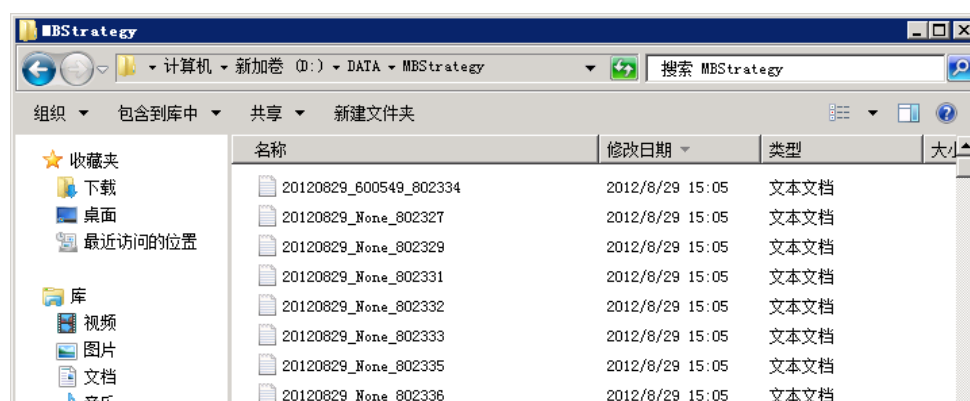 MBStrategy
计算机 新加卷 (D:) DATA MBStrategy 搜索 MBStrategy
组织 包含到库中 共享 新建文件夹
名称 修改日期 类型 大小
收藏夹
下载
桌面
最近访问的位置
库
视频
图片
文档
音乐
20120829_600549_802334 2012/8/29 15:05 文本文档
20120829_None_802327 2012/8/29 15:05 文本文档
20120829_None_802329 2012/8/29 15:05 文本文档
20120829_None_802331 2012/8/29 15:05 文本文档
20120829_None_802332 2012/8/29 15:05 文本文档
20120829_None_802333 2012/8/29 15:05 文本文档
20120829_None_802335 2012/8/29 15:05 文本文档
20120829_None_802336 2012/8/29 15:05 文本文档